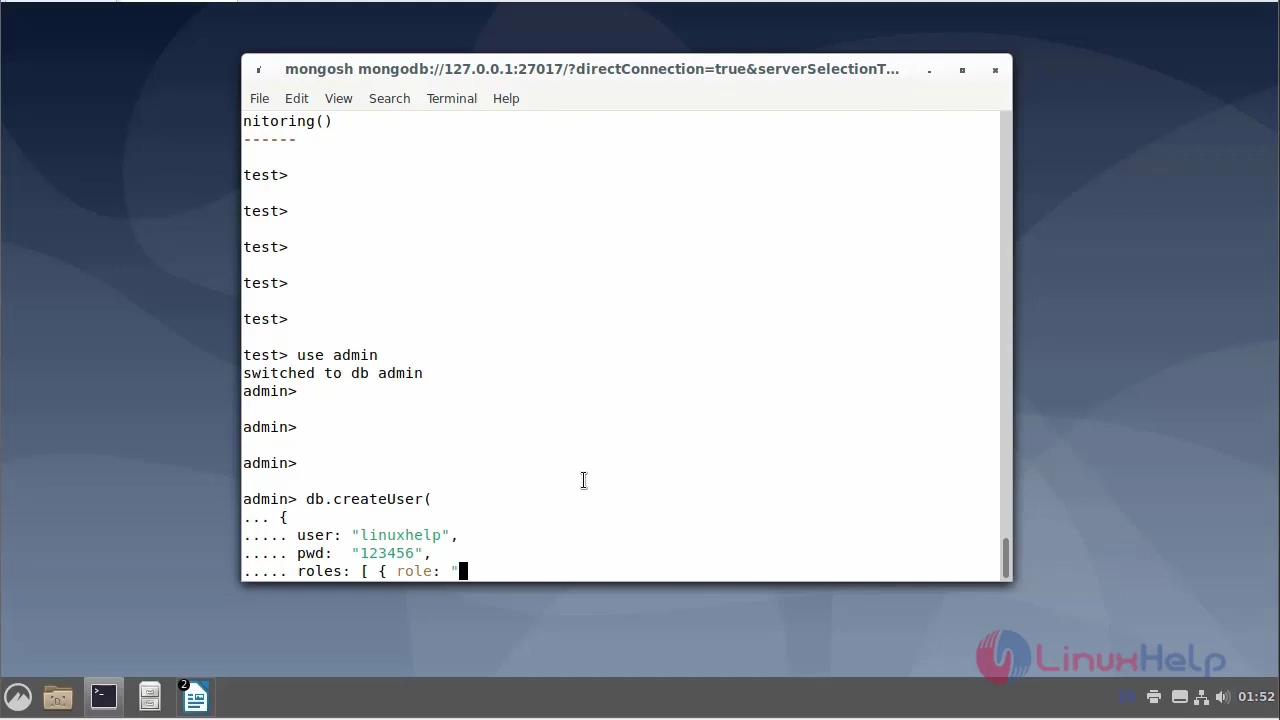 mongosh mongodb://127.0.0.1:27017/?directConnection=true&serverSelectionT...
File Edit View Search Terminal Help
nitoring()
------
test>
test>
test>
test>
test>
test> use admin
switched to db admin
admin>
admin>
admin>
admin> db.createUser(
... {
..... user: "linuxhelp",
..... pwd:  "123456",
..... roles: [ { role: "
LinuxHelp
2
01:52